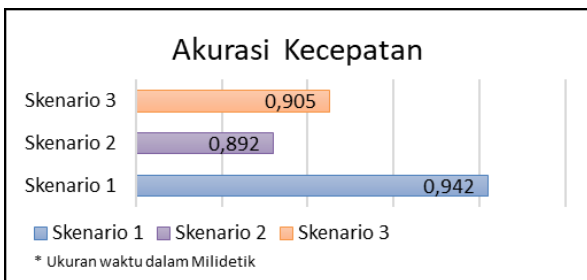 Akurasi Kecepatan
Skenario 3 0,905
Skenario 2 0,892
Skenario 1 0,942
Skenario 1 Skenario 2 Skenario 3
* Ukuran waktu dalam Milidetik